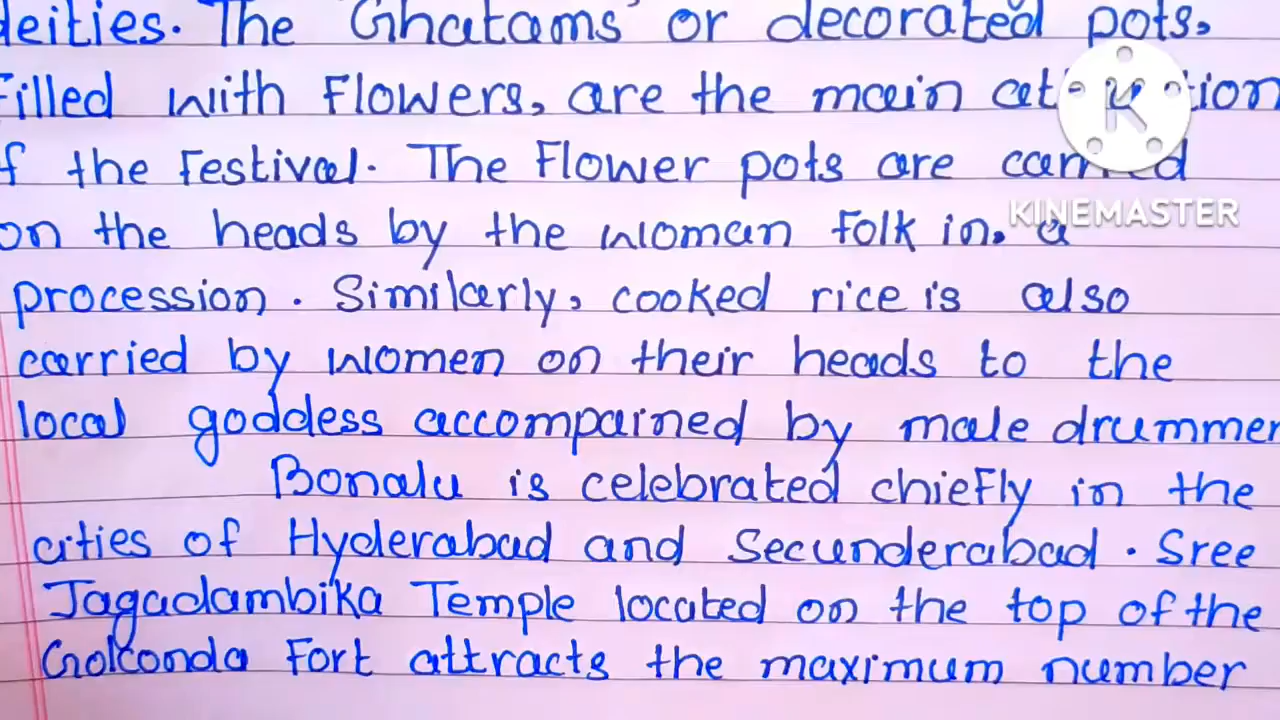 deities. The 'Ghatams' or decorated pots,
filled with flowers, are the main
of the festival. The Flower pots are
on the heads by the woman folk in, a
KINEMASTER
procession. Similarly, cooked rice is also
carried by women on their heads to the
local goddess accompained by male drummer
Bonalu is celebrated chiefly in the
cities of Hyderabad and Secunderabad. Sree
Jagadambika Temple located on the top of the
Golconda Fort attracts the maximum number